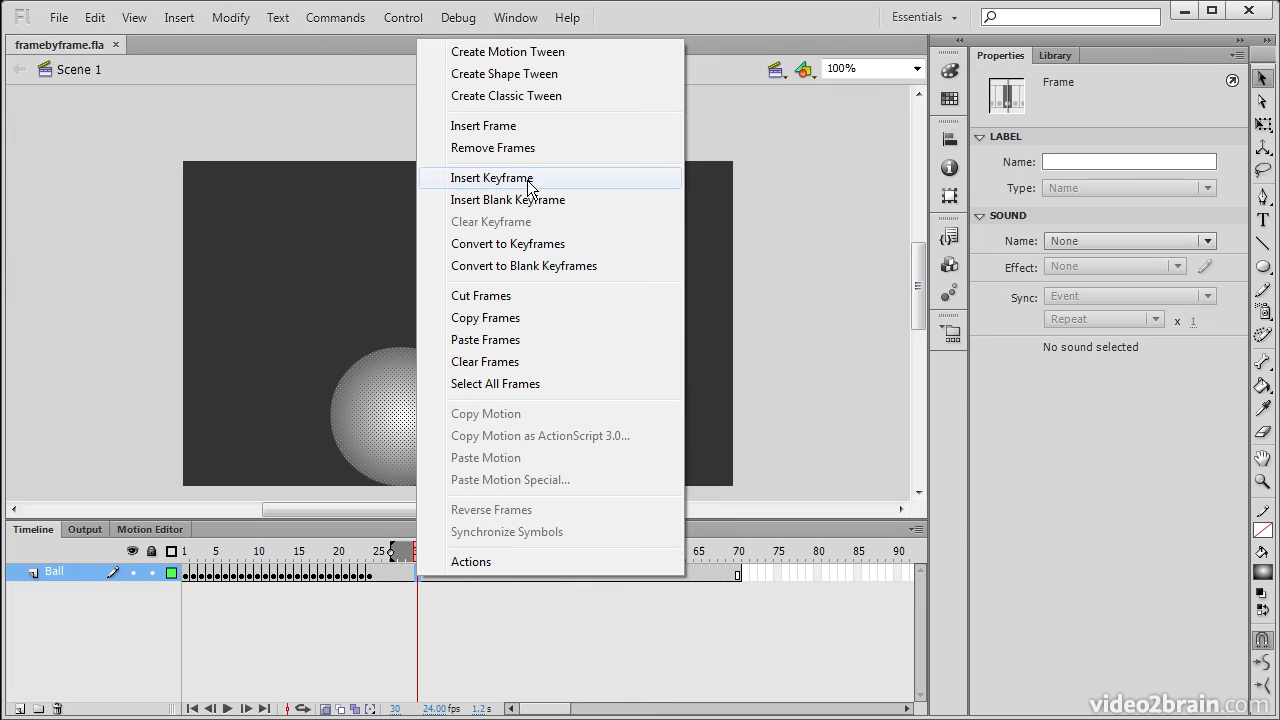 Fl File Edit View Insert Modify Text Commands Control Debug Window Help Essentials
framebyframe.fla
Scene 1
100%
Create Motion Tween
Create Shape Tween
Create Classic Tween
Insert Frame
Remove Frames
Insert Keyframe
Insert Blank Keyframe
Clear Keyframe
Convert to Keyframes
Convert to Blank Keyframes
Cut Frames
Copy Frames
Paste Frames
Clear Frames
Select All Frames
Copy Motion
Copy Motion as ActionScript 3.0...
Paste Motion
Paste Motion Special...
Reverse Frames
Synchronize Symbols
Actions
Properties Library
Frame
LABEL
Name:
Type: Name
SOUND
Name: None
Effect: None
Sync: Event
Repeat x 1
No sound selected
Timeline Output Motion Editor
1 5 10 15 20 25 65 70 75 80 85 90
Ball
30 24.00 fps 1.2 s
video2brain.com